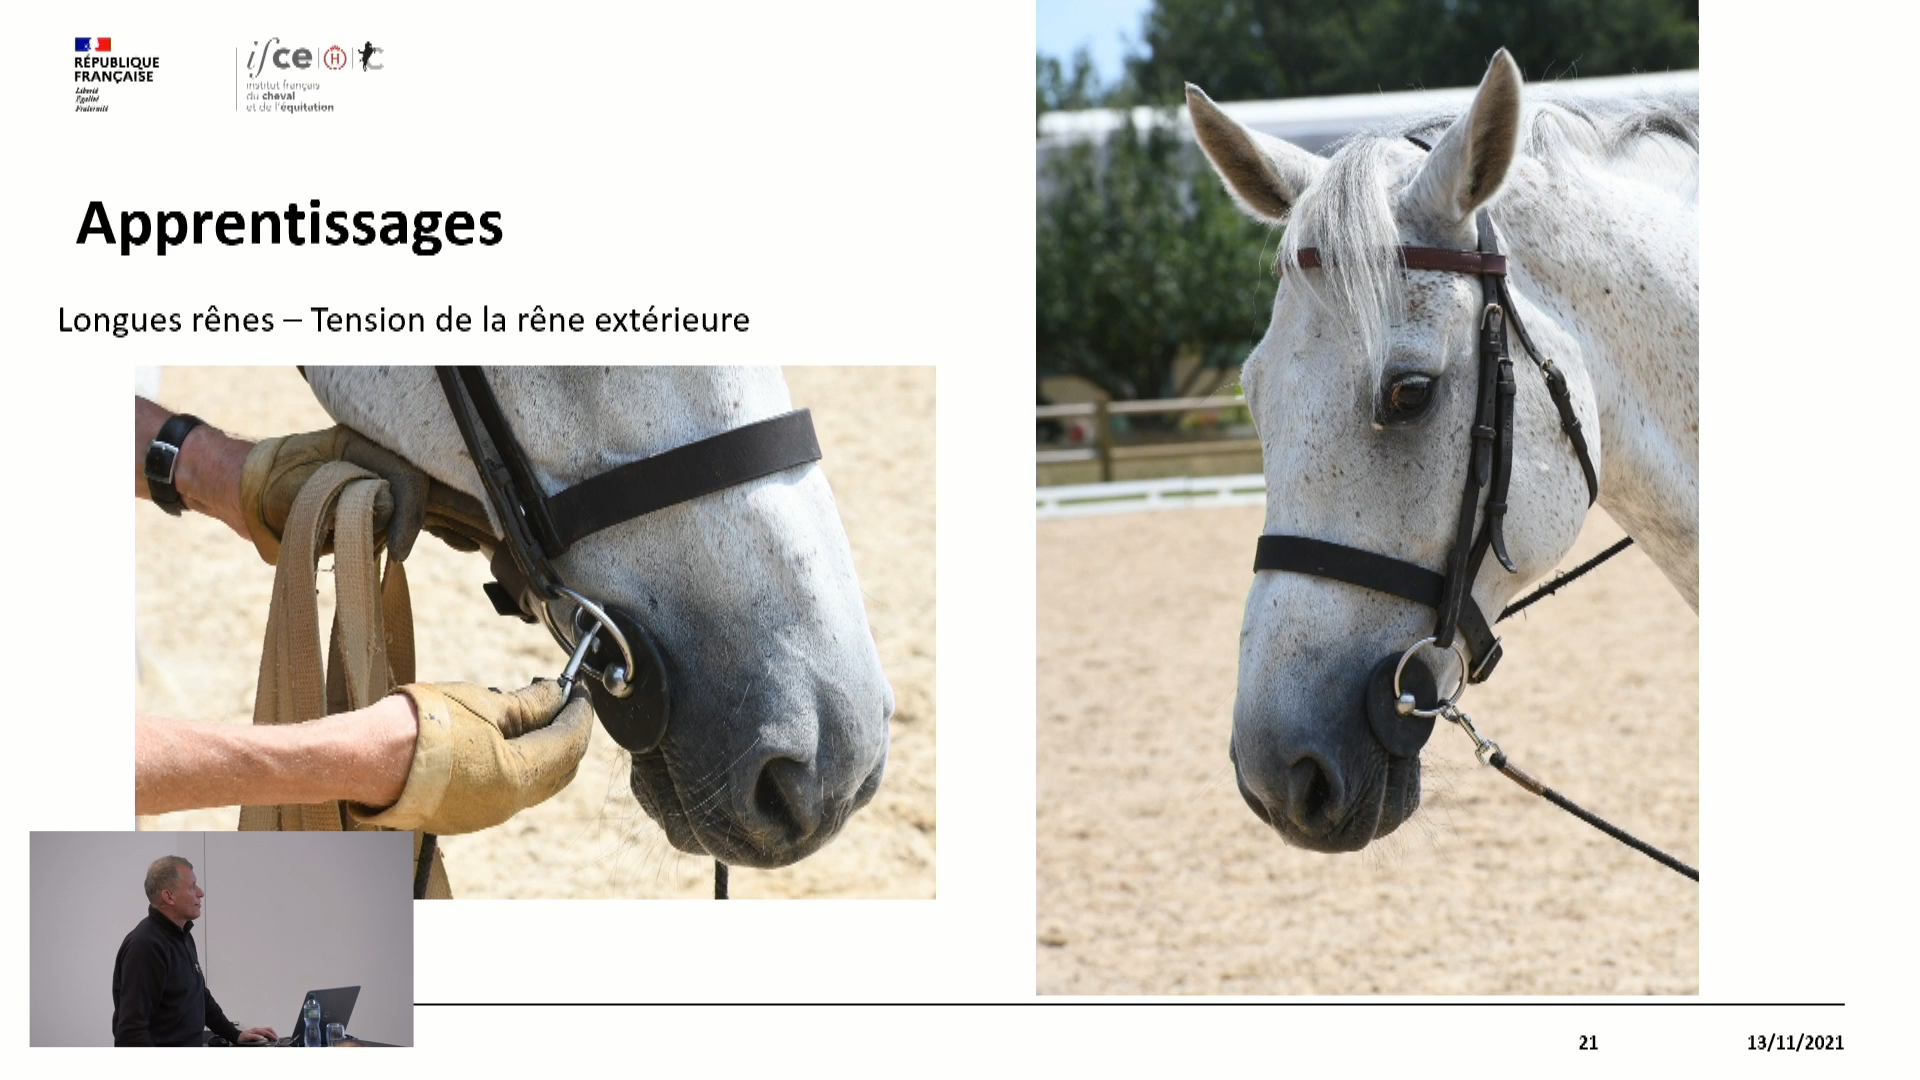 RÉPUBLIQUE
FRANÇAISE
Liberté
Égalité
Fraternité
ifce
institut français
du cheval
et de l'équitation
Apprentissages
Longues rênes – Tension de la rêne extérieure
21
13/11/2021